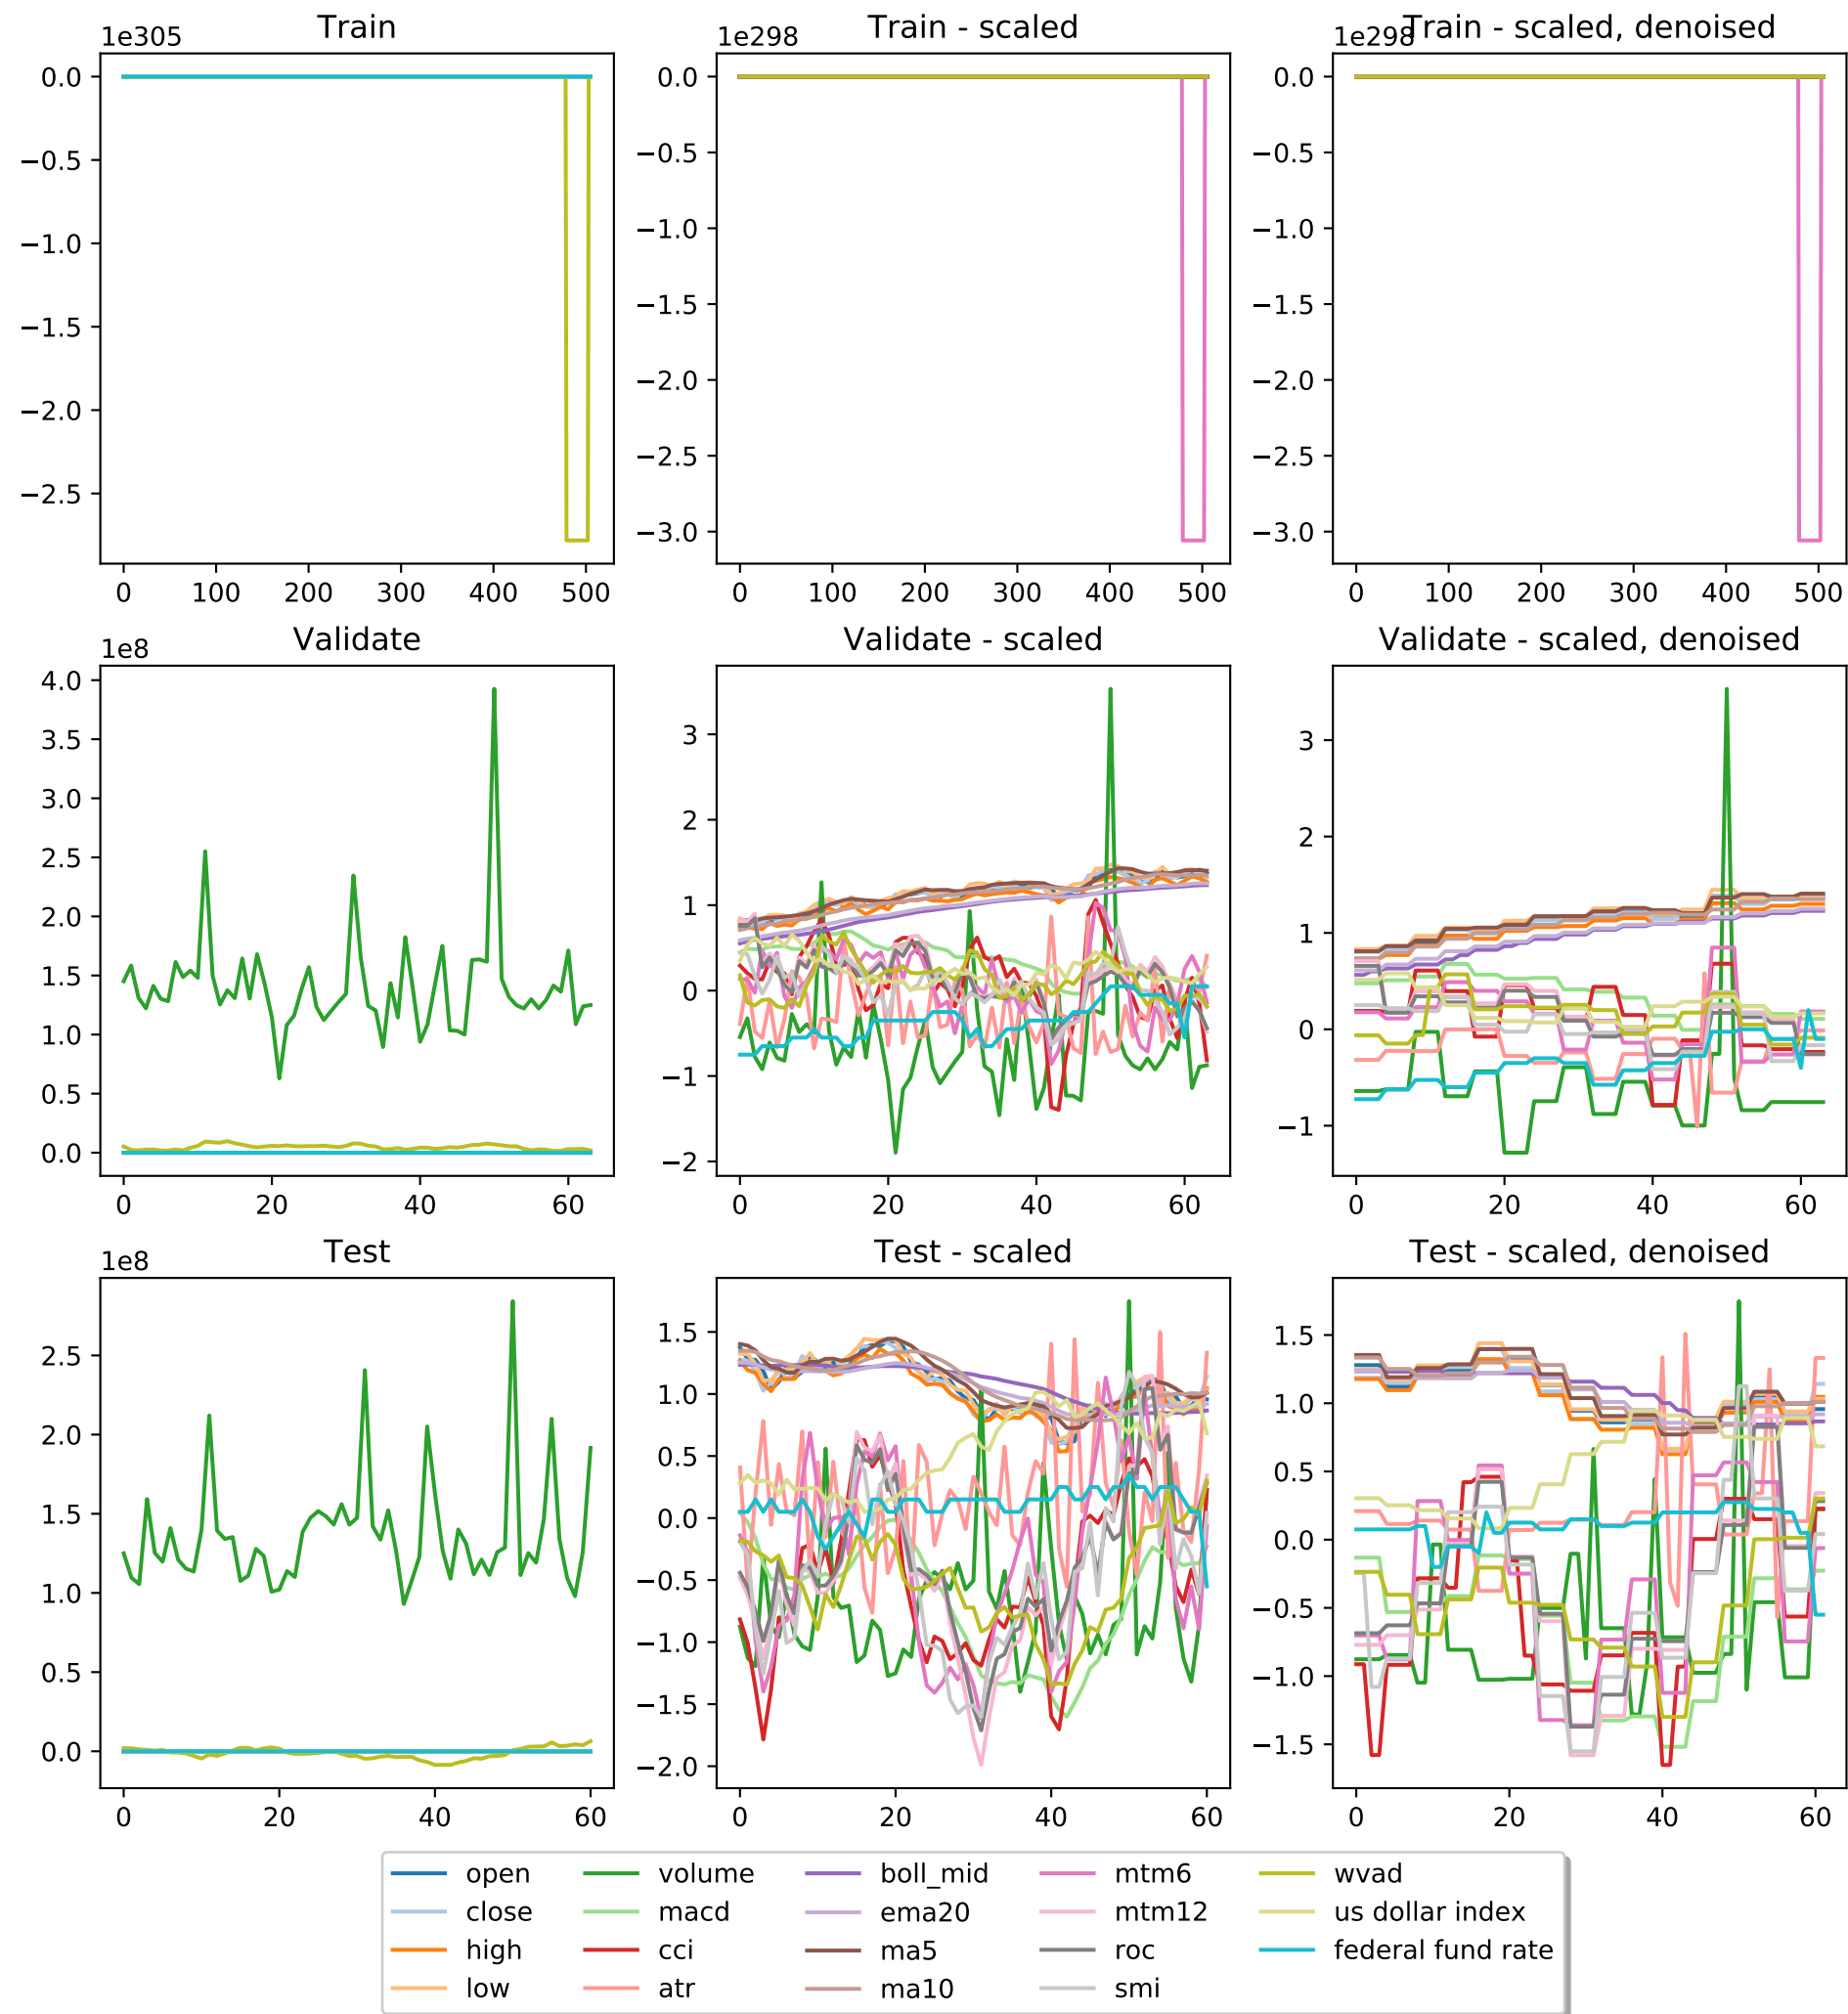 1e305
Train
1e298
Train - scaled
1e298
Train - scaled, denoised
0.0
−0.5
−1.0
−1.5
−2.0
−2.5
0 100 200 300 400 500
0.0
−0.5
−1.0
−1.5
−2.0
−2.5
−3.0
0 100 200 300 400 500
0.0
−0.5
−1.0
−1.5
−2.0
−2.5
−3.0
0 100 200 300 400 500
1e8
Validate
Validate - scaled
Validate - scaled, denoised
4.0
3.5
3.0
2.5
2.0
1.5
1.0
0.5
0.0
0 20 40 60
3
2
1
0
−1
−2
0 20 40 60
3
2
1
0
−1
0 20 40 60
1e8
Test
Test - scaled
Test - scaled, denoised
2.5
2.0
1.5
1.0
0.5
0.0
0 20 40 60
1.5
1.0
0.5
0.0
−0.5
−1.0
−1.5
−2.0
0 20 40 60
1.5
1.0
0.5
0.0
−0.5
−1.0
−1.5
0 20 40 60
open
close
high
low
volume
macd
cci
atr
boll_mid
ema20
ma5
ma10
mtm6
mtm12
roc
smi
wvad
us dollar index
federal fund rate